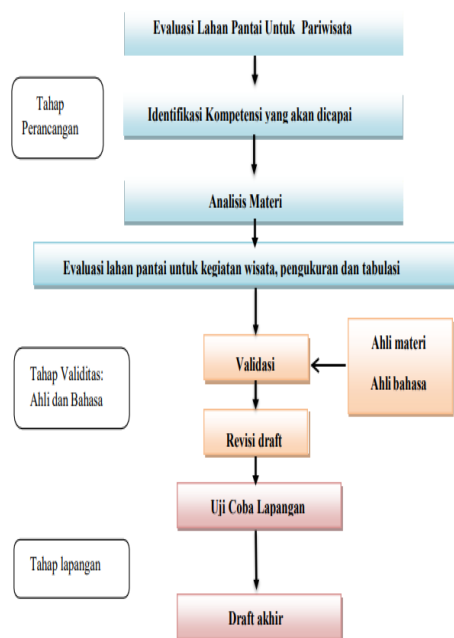 Evaluasi Lahan Pantai Untuk Pariwisata
Tahap
Perancangan
Identifikasi Kompetensi yang akan dicapai
Analisis Materi
Evaluasi lahan pantai untuk kegiatan wisata, pengukuran dan tabulasi
Tahap Validitas:
Ahli dan Bahasa
Validasi
Ahli materi
Ahli bahasa
Revisi draft
Uji Coba Lapangan
Tahap lapangan
Draft akhir